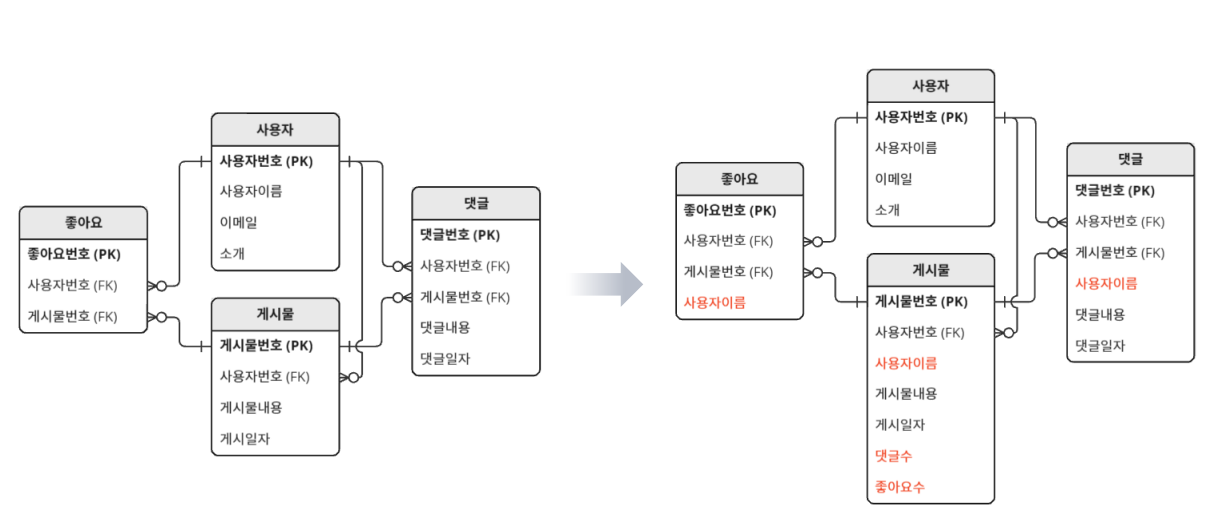 사용자
사용자번호 (PK)
사용자이름
이메일
소개
좋아요
좋아요번호 (PK)
사용자번호 (FK)
게시물번호 (FK)
게시물
게시물번호 (PK)
사용자번호 (FK)
게시물내용
게시일자
댓글
댓글번호 (PK)
사용자번호 (FK)
게시물번호 (FK)
댓글내용
댓글일자
사용자
사용자번호 (PK)
사용자이름
이메일
소개
좋아요
좋아요번호 (PK)
사용자번호 (FK)
게시물번호 (FK)
사용자이름
게시물
게시물번호 (PK)
사용자번호 (FK)
사용자이름
게시물내용
게시일자
댓글수
좋아요수
댓글
댓글번호 (PK)
사용자번호 (FK)
게시물번호 (FK)
사용자이름
댓글내용
댓글일자